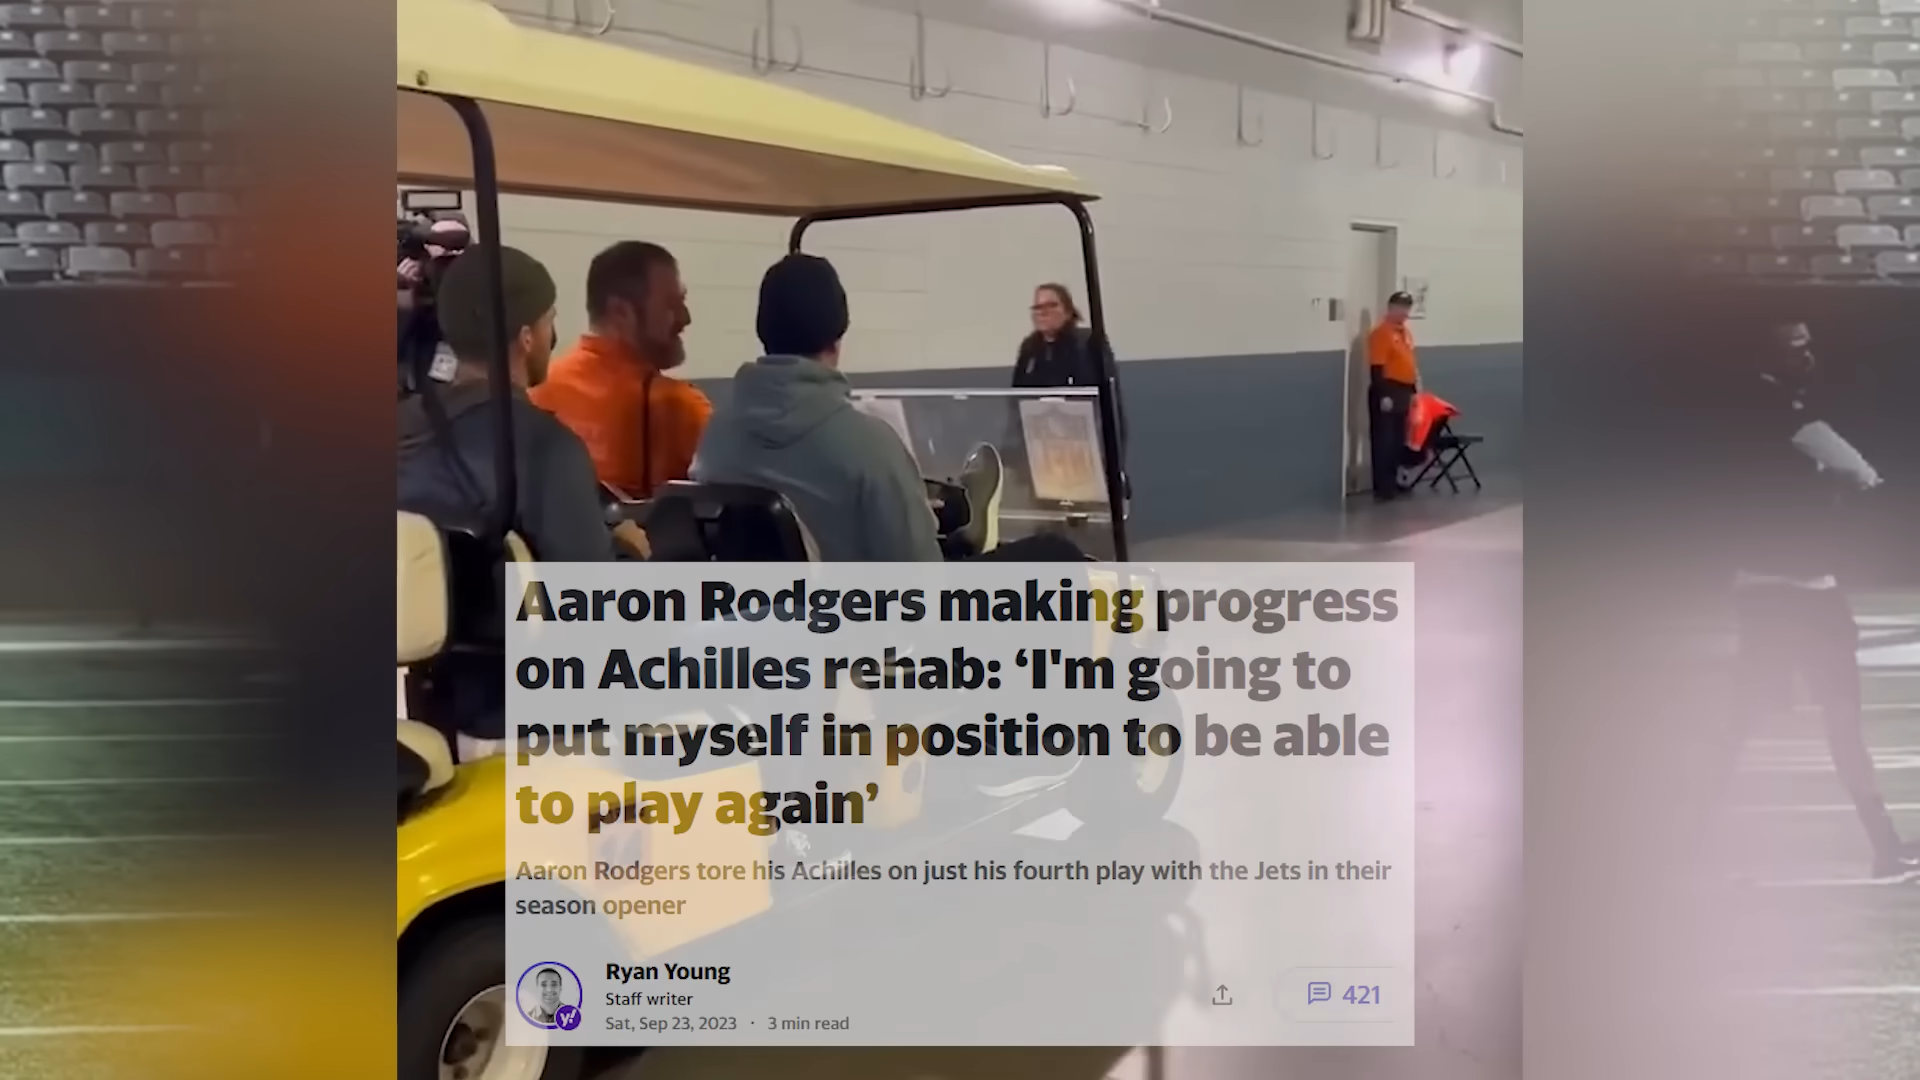 Aaron Rodgers making progress
on Achilles rehab: ‘I'm going to
put myself in position to be able
to play again’
Aaron Rodgers tore his Achilles on just his fourth play with the Jets in their
season opener
Ryan Young
Staff writer
Sat, Sep 23, 2023 · 3 min read
y!
421